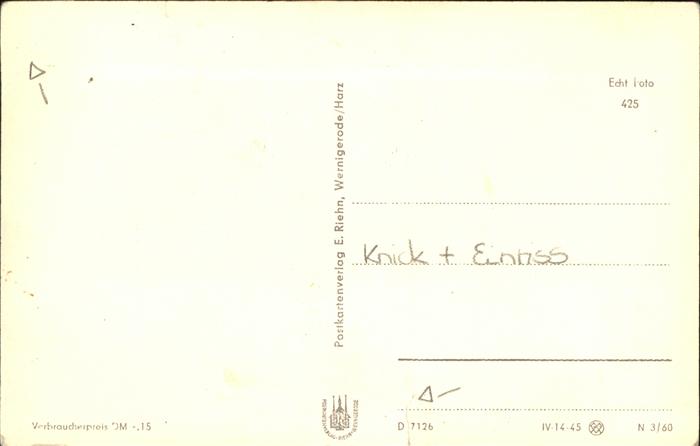 Echt Foto
425
Postkartenverlag E. Riehn, Wernigerode/Harz
Knick + Einriss
Verbraucherpreis DM -.15
D 7126
IV-14-45
N 3/60